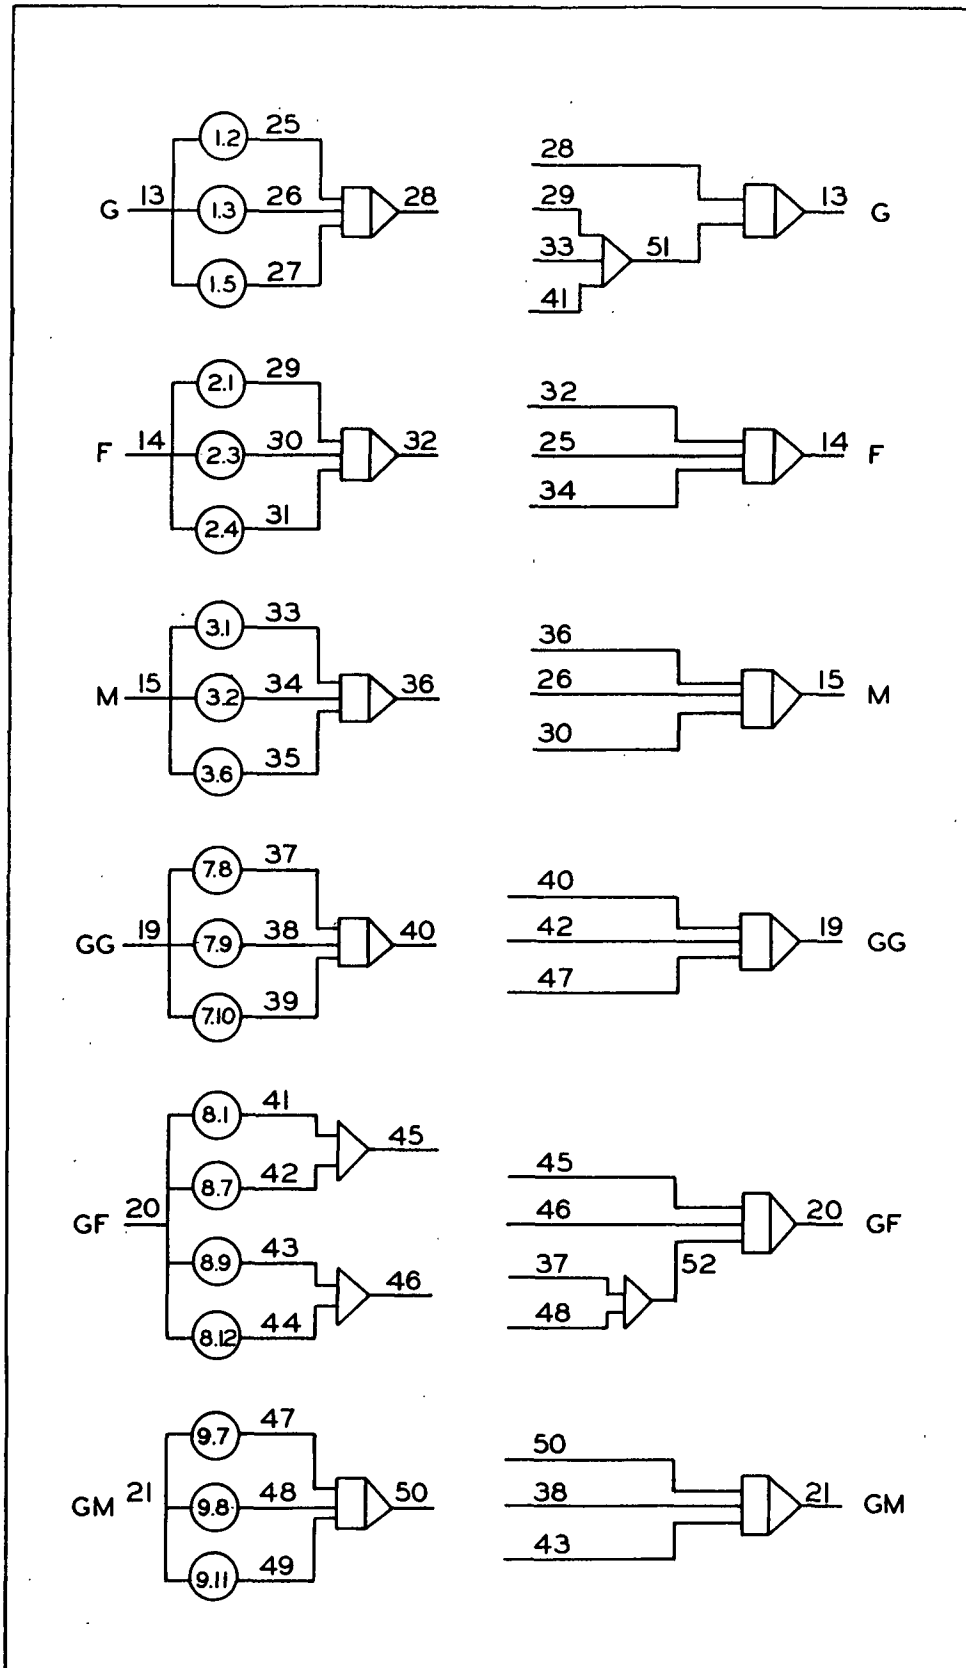 1.2 25
G 13 1.3 26 28
1.5 27
28
29
33 51 13 G
41
2.1 29
F 14 2.3 30 32
2.4 31
32
25 14 F
34
3.1 33
M 15 3.2 34 36
3.6 35
36
26 15 M
30
7.8 37
GG 19 7.9 38 40
7.10 39
40
42 19 GG
47
8.1 41
45
8.7 42
GF 20
8.9 43
46
8.12 44
45
46 20 GF
37 52
48
9.7 47
GM 21 9.8 48 50
9.11 49
50
38 21 GM
43